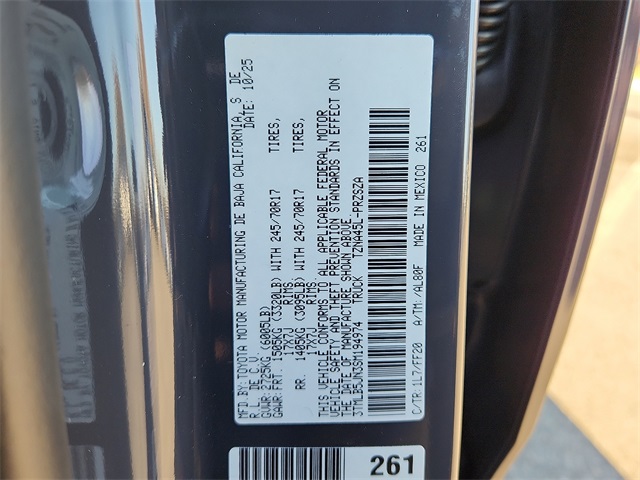 MFD. BY: TOYOTA MOTOR MANUFACTURING DE BAJA CALIFORNIA, S DE
R.L. DE C.V. DATE: 10/25
GVWR: 2725KG (6005LB)
GAWR: FRT. 1505KG (3320LB) WITH 245/70R17 TIRES,
17X7J RIMS
RR. 1405KG (3095LB) WITH 245/70R17 TIRES,
17X7J RIMS
THIS VEHICLE CONFORMS TO ALL APPLICABLE FEDERAL MOTOR
VEHICLE SAFETY AND THEFT PREVENTION STANDARDS IN EFFECT ON
THE DATE OF MANUFACTURE SHOWN ABOVE.
3TMLB5JN3SM194974 TRUCK TZNA45L-PRZSZA
C/TR: 1L7/FF20 A/TM: /AL80F MADE IN MEXICO 261
261